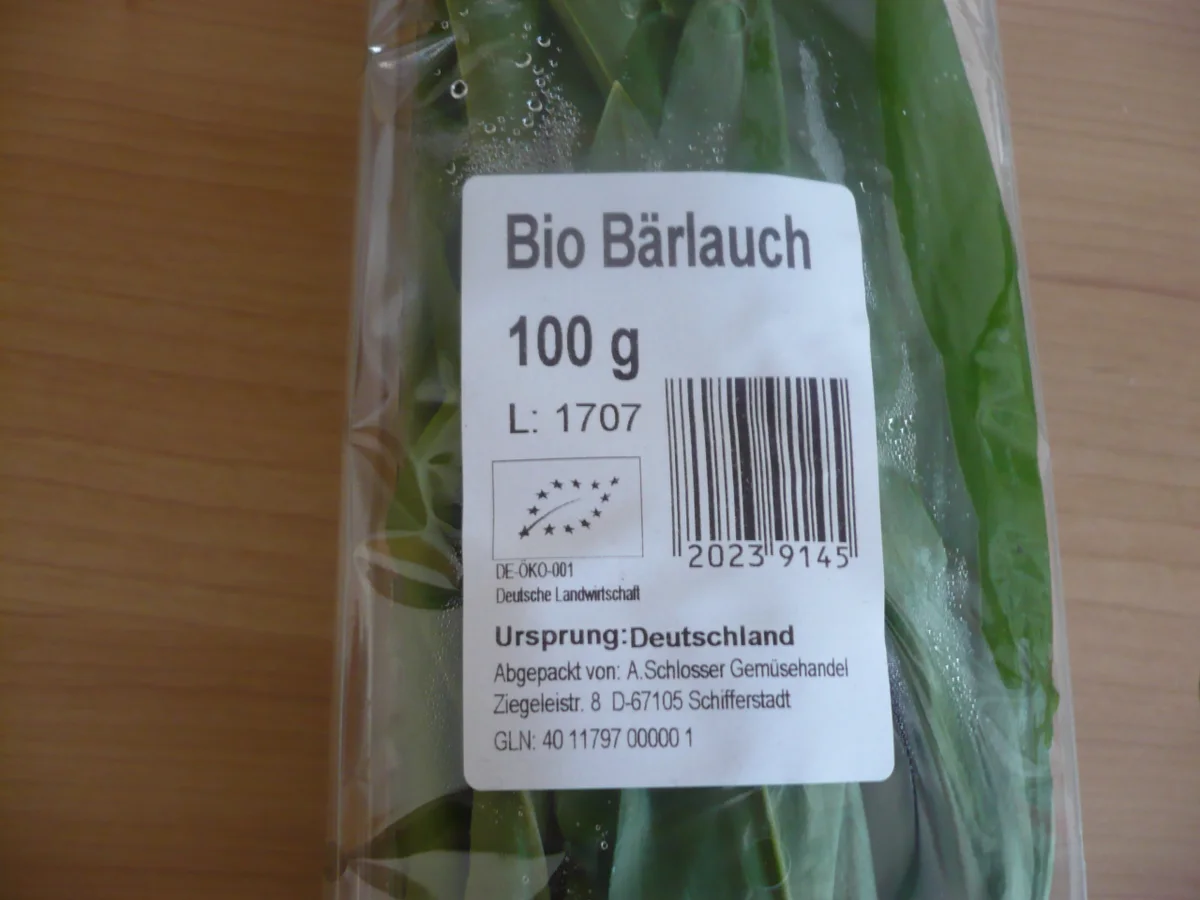 Bio Bärlauch
100 g
L: 1707
2023 9145
DE-ÖKO-001
Deutsche Landwirtschaft
Ursprung:Deutschland
Abgepackt von: A.Schlosser Gemüsehandel
Ziegeleistr. 8 D-67105 Schifferstadt
GLN: 40 11797 00000 1